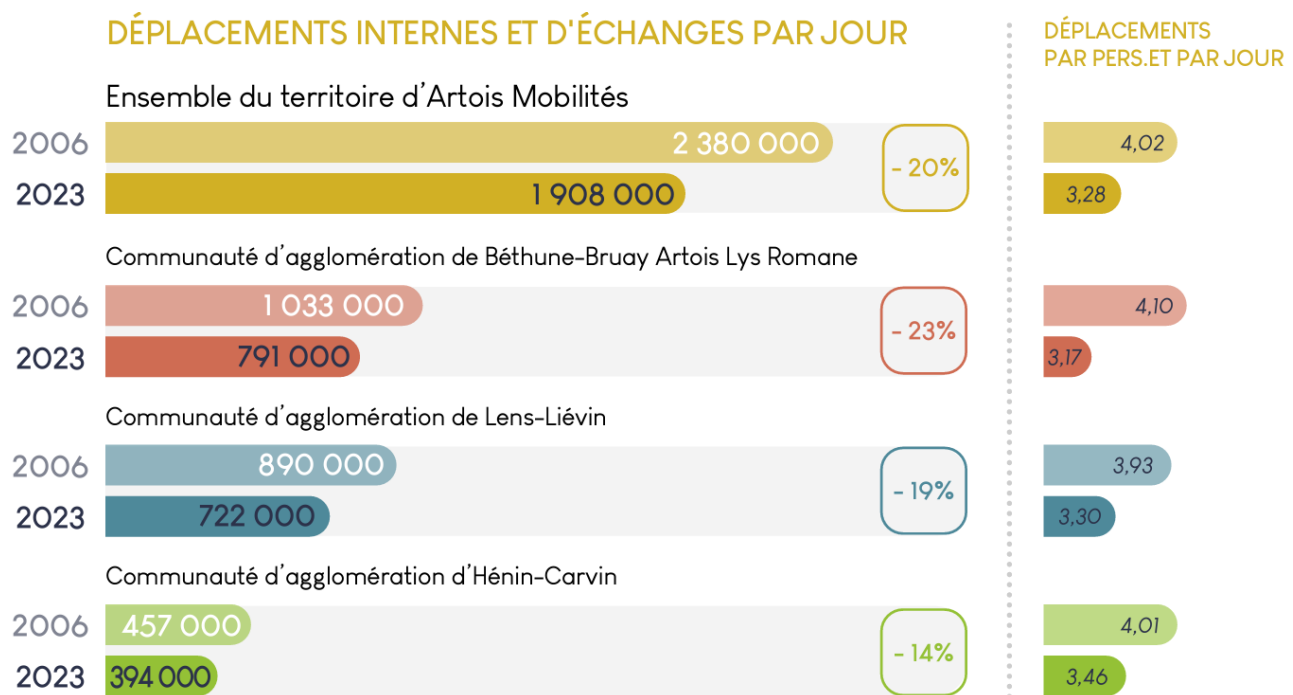 DÉPLACEMENTS INTERNES ET D'ÉCHANGES PAR JOUR
DÉPLACEMENTS
PAR PERS.ET PAR JOUR
Ensemble du territoire d'Artois Mobilités
2006 2 380 000 4,02
- 20%
2023 1 908 000 3,28
Communauté d'agglomération de Béthune-Bruay Artois Lys Romane
2006 1 033 000 4,10
- 23%
2023 791 000 3,17
Communauté d'agglomération de Lens-Liévin
2006 890 000 3,93
- 19%
2023 722 000 3,30
Communauté d'agglomération d'Hénin-Carvin
2006 457 000 4,01
- 14%
2023 394 000 3,46